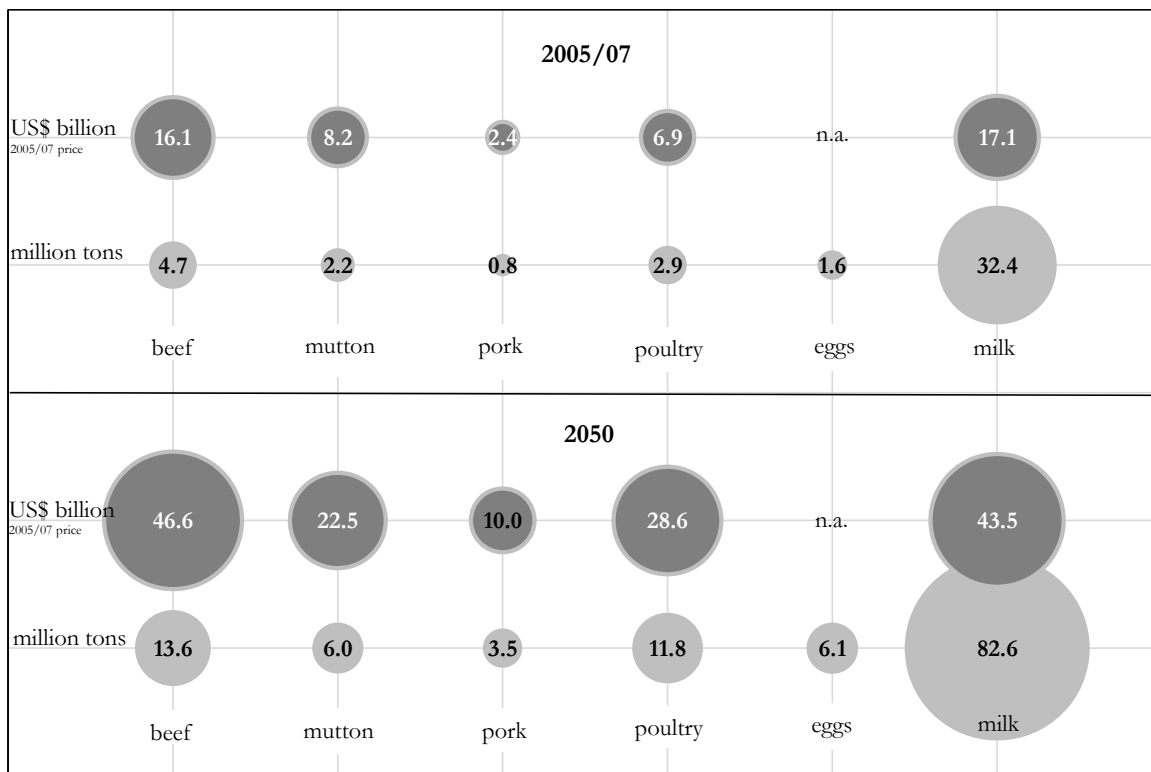 2005/07
US$ billion
2005/07 price
16.1 8.2 2.4 6.9 n.a. 17.1
million tons
4.7 2.2 0.8 2.9 1.6 32.4
beef mutton pork poultry eggs milk
2050
US$ billion
2005/07 price
46.6 22.5 10.0 28.6 n.a. 43.5
million tons
13.6 6.0 3.5 11.8 6.1 82.6
beef mutton pork poultry eggs milk